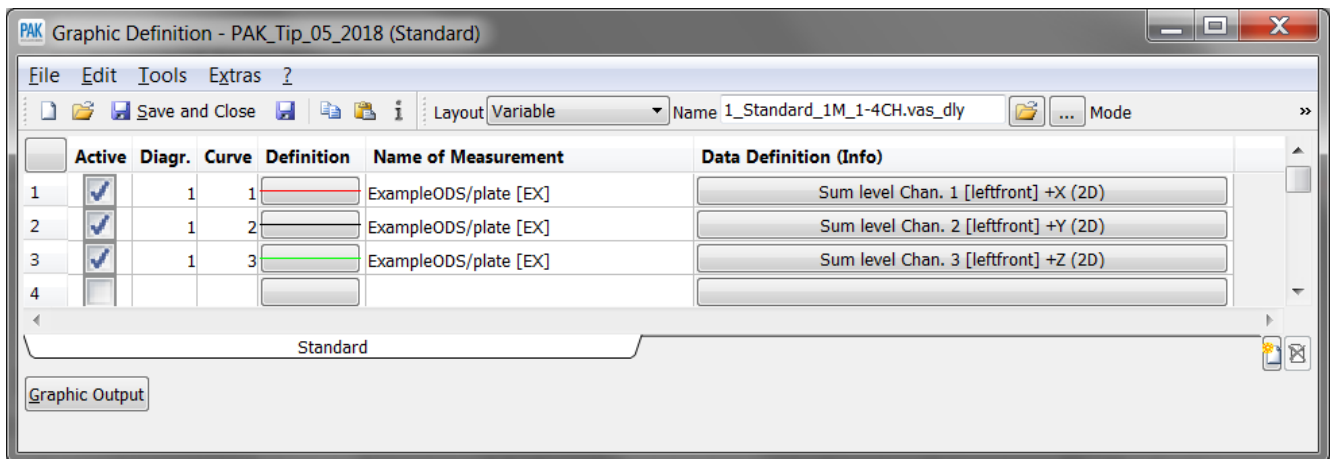 PAK Graphic Definition - PAK_Tip_05_2018 (Standard)
File Edit Tools Extras ?
Save and Close i Layout Variable Name 1_Standard_1M_1-4CH.vas_dly ... Mode »
Active Diagr. Curve Definition Name of Measurement Data Definition (Info)
1 1 1 ExampleODS/plate [EX] Sum level Chan. 1 [leftfront] +X (2D)
2 1 2 ExampleODS/plate [EX] Sum level Chan. 2 [leftfront] +Y (2D)
3 1 3 ExampleODS/plate [EX] Sum level Chan. 3 [leftfront] +Z (2D)
4
Standard
Graphic Output